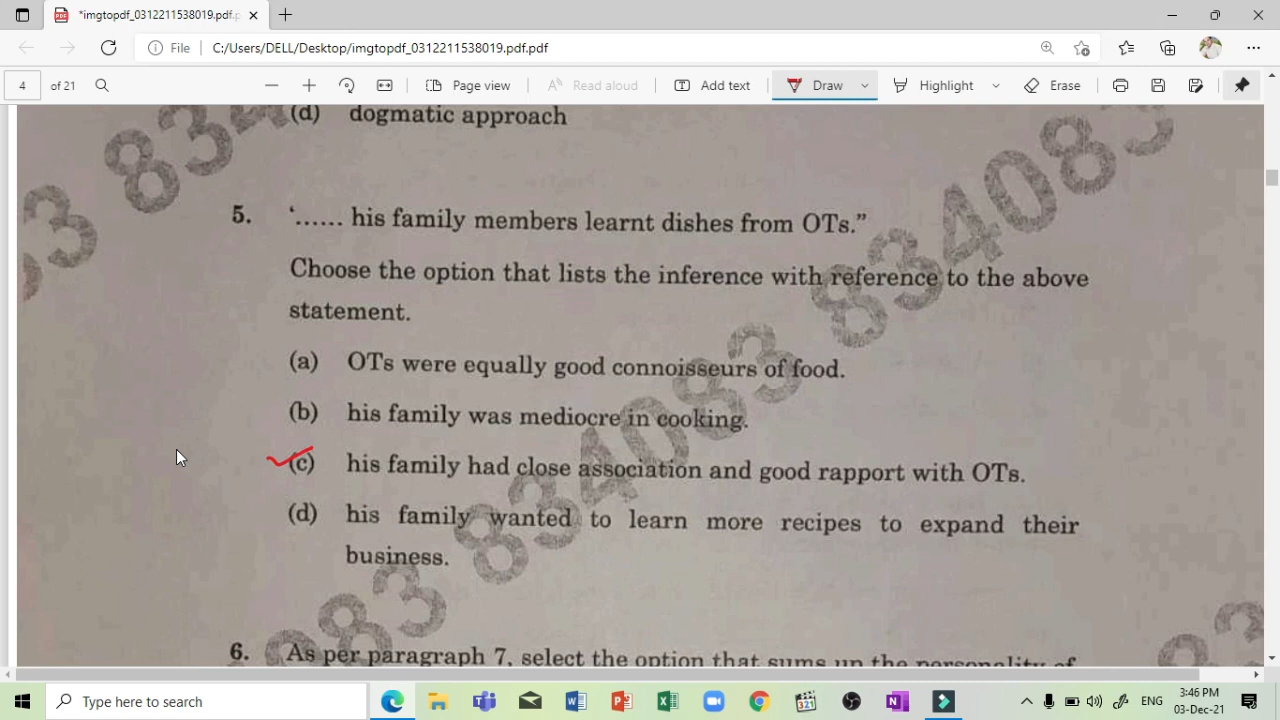 *imgtopdf_0312211538019.pdf.p
File C:/Users/DELL/Desktop/imgtopdf_0312211538019.pdf.pdf
4 of 21 Page view Read aloud Add text Draw Highlight Erase
(d) dogmatic approach
5. ‘...... his family members learnt dishes from OTs.”
Choose the option that lists the inference with reference to the above
statement.
(a) OTs were equally good connoisseurs of food.
(b) his family was mediocre in cooking.
(c) his family had close association and good rapport with OTs.
(d) his family wanted to learn more recipes to expand their
business.
6. As per paragraph 7, select the option that sums up the personality of
Type here to search
ENG
3:46 PM
03-Dec-21